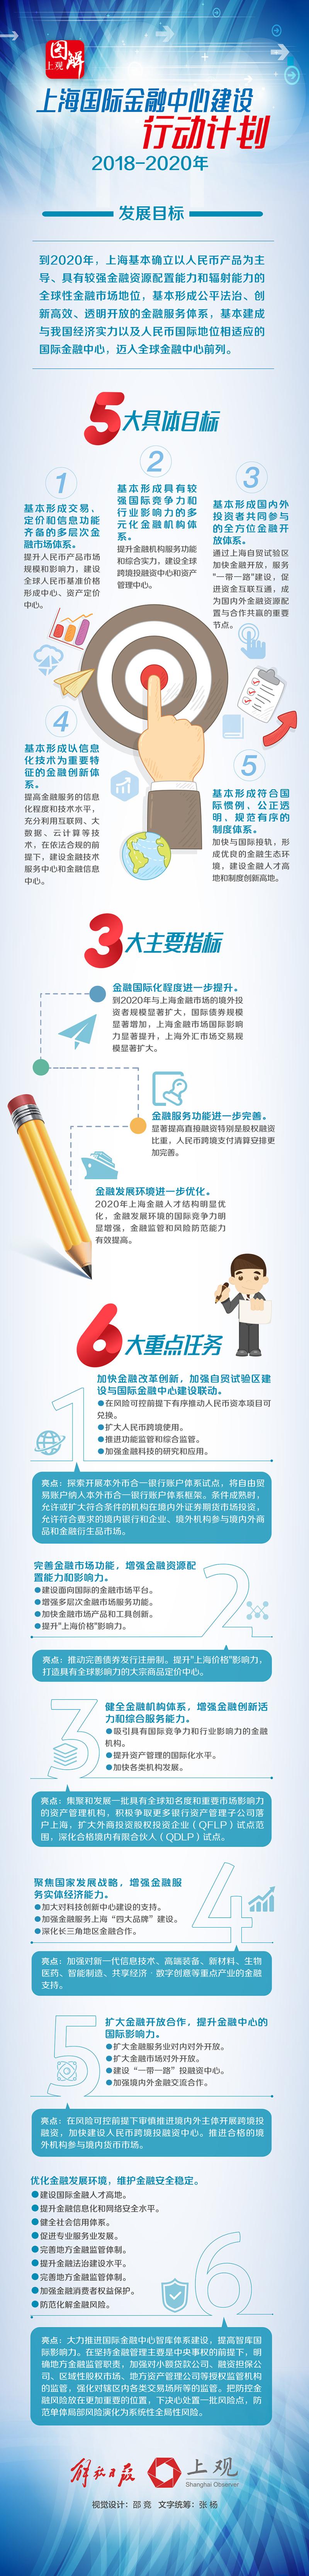 图解
上观
上海国际金融中心建设
行动计划
2018-2020年
发展目标
到2020年，上海基本确立以人民币产品为主
导、具有较强金融资源配置能力和辐射能力的
全球性金融市场地位，基本形成公平法治、创
新高效、透明开放的金融服务体系，基本建成
与我国经济实力以及人民币国际地位相适应的
国际金融中心，迈入全球金融中心前列。
5大具体目标
1
基本形成交易，
定价和信息功能
齐备的多层次金
融市场体系。
提升人民币产品市场
规模和影响力，建设
全球人民币基准价格
形成中心、资产定价
中心。
2
基本形成具有较
强国际竞争力和
行业影响力的多
元化金融机构体
系。
提升金融机构服务功能
和综合实力，建设全球
跨境投融资中心和资产
管理中心。
3
基本形成国内外
投资者共同参与
的全方位金融开
放体系。
通过上海自贸试验区
加快金融开放，服务
“一带一路”建设，促
进资金互联互通，成
为国内外金融资源配
置与合作共赢的重要
节点。
4
基本形成以信息
化技术为重要特
征的金融创新体
系。
提高金融服务的信息
化程度和技术水平，
充分利用互联网、大
数据、云计算等技
术，在依法合规的前
提下，建设金融技术
服务中心和金融信息
中心。
5
基本形成符合国
际惯例、公正透
明、规范有序的
制度体系。
加快与国际接轨，形
成优良的金融生态环
境，建设金融人才高
地和制度创新高地。
3大主要指标
金融国际化程度进一步提升。
到2020年与上海金融市场的境外投
资者规模显著扩大，国际债券规模
显著增加，上海金融市场国际影响
力显著提升，上海外汇市场交易规
模显著扩大。
金融服务功能进一步完善。
显著提高直接融资特别是股权融资
比重，人民币跨境支付清算安排更
加完善。
金融发展环境进一步优化。
2020年上海金融人才结构明显优
化，金融发展环境的国际竞争力明
显增强，金融监管和风险防范能力
有效提高。
6大重点任务
1
加快金融改革创新，加强自贸试验区建
设与国际金融中心建设联动。
●在风险可控前提下有序推动人民币资本项目可
兑换。
●扩大人民币跨境使用。
●推进功能监管和综合监管。
●加强金融科技的研究和应用。
亮点：探索开展本外币合一银行账户体系试点，将自由贸
易账户纳入本外币合一银行账户体系框架。条件成熟时，
允许或扩大符合条件的机构在境内外证券期货市场投资，
允许符合要求的境内银行和企业、境外机构参与境内外商
品和金融衍生品市场。
2
完善金融市场功能，增强金融资源配
置能力和影响力。
●建设面向国际的金融市场平台。
●增强多层次金融市场服务功能。
●加快金融市场产品和工具创新。
●提升“上海价格”影响力。
亮点：推动完善债券发行注册制。提升“上海价格”影响力，
打造具有全球影响力的大宗商品定价中心。
3
健全金融机构体系，增强金融创新活
力和综合服务能力。
●吸引具有国际竞争力和行业影响力的金融
机构。
●提升资产管理的国际化水平。
●加快各类机构发展。
亮点：集聚和发展一批具有全球知名度和重要市场影响力
的资产管理机构，积极争取更多银行资产管理子公司落
户上海，扩大外商投资股权投资企业（QFLP）试点范
围，深化合格境内有限合伙人（QDLP）试点。
4
聚焦国家发展战略，增强金融服
务实体经济能力。
●加大对科技创新中心建设的支持。
●加强金融服务上海“四大品牌”建设。
●深化长三角地区金融合作。
亮点：加强对新一代信息技术、高端装备、新材料、生物
医药、智能制造、共享经济·数字创意等重点产业的金融
支持。
5
扩大金融开放合作，提升金融中心的
国际影响力。
●扩大金融服务业对内对外开放。
●扩大金融市场对外开放。
●建设“一带一路”投融资中心。
●加强境内外金融交流合作。
亮点：在风险可控前提下审慎推进境内外主体开展跨境投
融资，加快建设人民币跨境投融资中心。推进合格的境
外机构参与境内货币市场。
6
优化金融发展环境，维护金融安全稳定。
●建设国际金融人才高地。
●提升金融信息化和网络安全水平。
●健全社会信用体系。
●促进专业服务业发展。
●完善地方金融监管体制。
●提升金融法治建设水平。
●完善地方金融监管体制。
●加强金融消费者权益保护。
●防范化解金融风险。
亮点：大力推进国际金融中心智库体系建设，提高智库国
际影响力。在坚持金融管理主要是中央事权的前提下，明
确地方金融监管职责，加强对小额贷款公司、融资担保公
司、区域性股权市场、地方资产管理公司等授权监管机构
的监管，强化对辖区内各类交易场所等的监管。把防控金
融风险放在更加重要的位置，下决心处置一批风险点，防
范单体局部风险演化为系统性全局性风险。
解放日报
上观
Shanghai Observer
视觉设计：邵 竞 文字统筹：张 杨